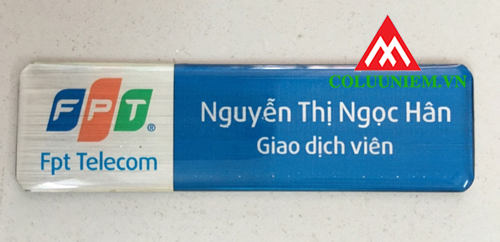 COLUUNIEM.VN
FPT®
Fpt Telecom
Nguyễn Thị Ngọc Hân
Giao dịch viên